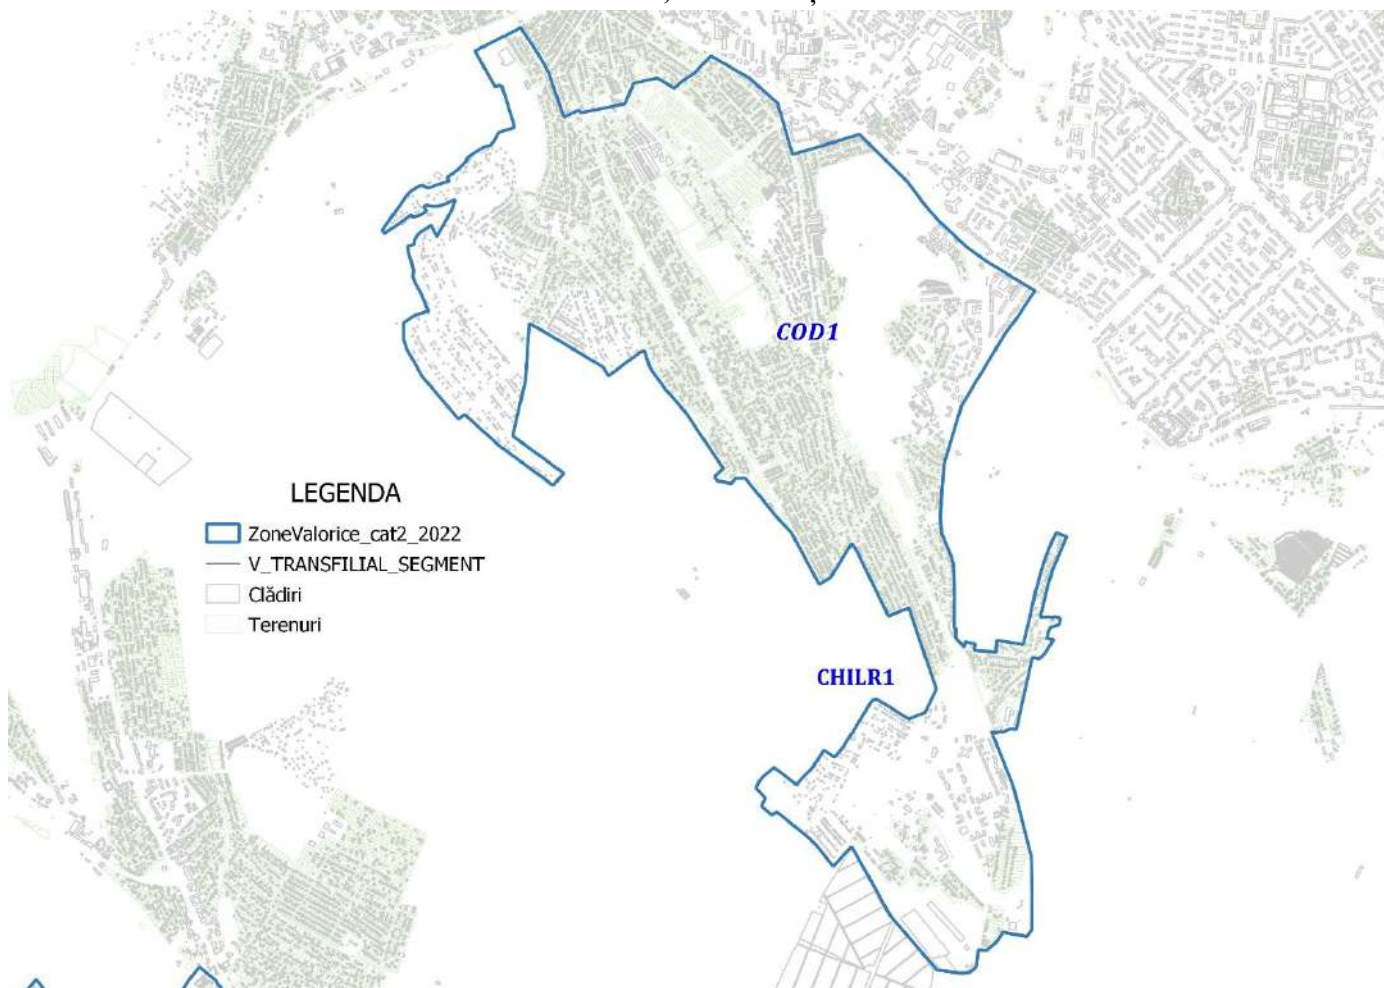 COD1
LEGENDA
ZoneValorice_cat2_2022
V_TRANSFILIAL_SEGMENT
Clădiri
Terenuri
CHILR1